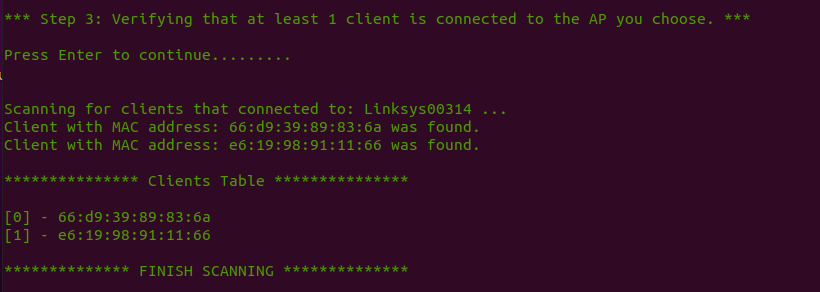 *** Step 3: Verifying that at least 1 client is connected to the AP you choose. ***
Press Enter to continue.........
Scanning for clients that connected to: Linksys00314 ...
Client with MAC address: 66:d9:39:89:83:6a was found.
Client with MAC address: e6:19:98:91:11:66 was found.
*************** Clients Table ***************
[0] - 66:d9:39:89:83:6a
[1] - e6:19:98:91:11:66
************** FINISH SCANNING **************